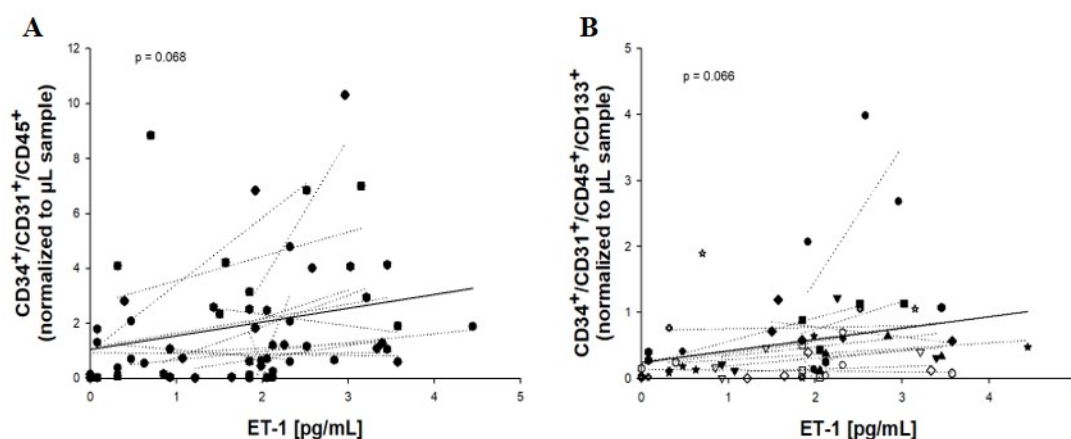 A
p = 0.068
CD34⁺/CD31⁺/CD45⁺
(normalized to µL sample)
12
10
8
6
4
2
0
0 1 2 3 4 5
ET-1 [pg/mL]
B
p = 0.066
CD34⁺/CD31⁺/CD45⁺/CD133⁺
(normalized to µL sample)
5
4
3
2
1
0
0 1 2 3 4 5
ET-1 [pg/mL]